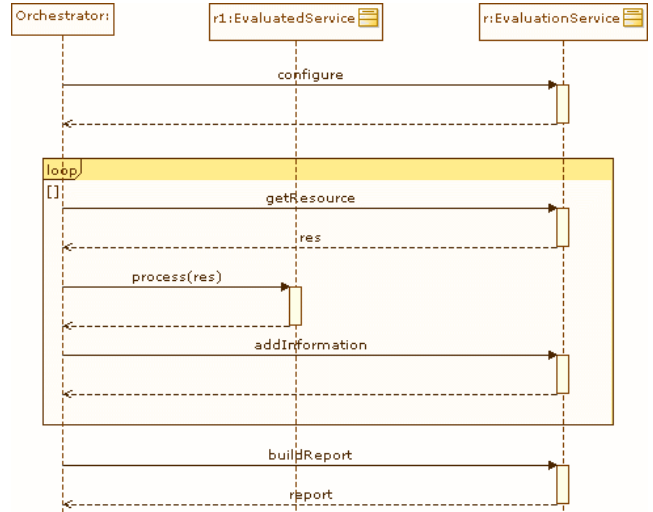 Orchestrator:
r1:EvaluatedService
r:EvaluationService
configure
loop
[]
getResource
res
process(res)
addInformation
buildReport
report